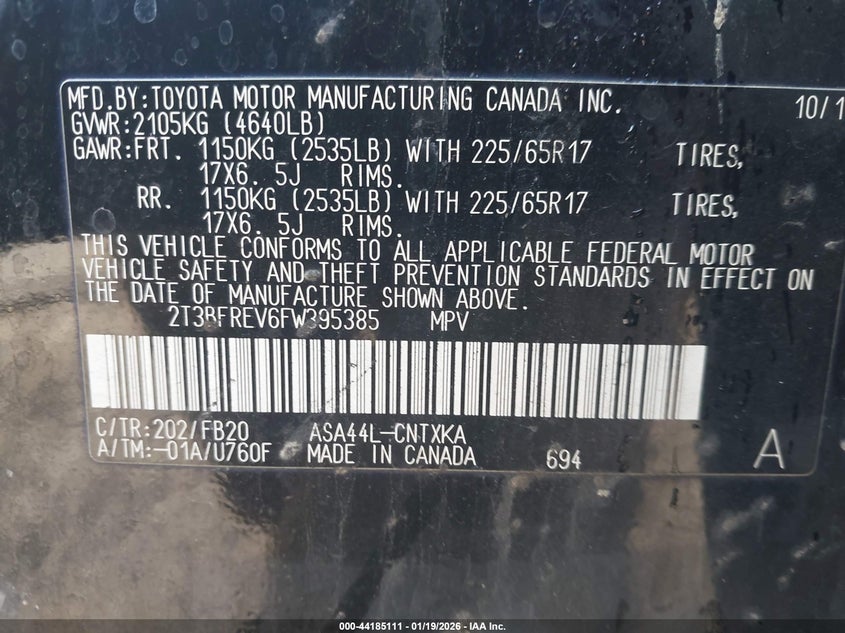 MFD.BY:TOYOTA MOTOR MANUFACTURING CANADA INC. 10/1
GVWR:2105KG (4640LB)
GAWR:FRT. 1150KG (2535LB) WITH 225/65R17 TIRES,
17X6. 5J RIMS.
RR. 1150KG (2535LB) WITH 225/65R17 TIRES,
17X6. 5J RIMS.
THIS VEHICLE CONFORMS TO ALL APPLICABLE FEDERAL MOTOR
VEHICLE SAFETY AND THEFT PREVENTION STANDARDS IN EFFECT ON
THE DATE OF MANUFACTURE SHOWN ABOVE.
2T3BFREV6FW395385 MPV
C/TR:202/FB20 ASA44L-CNTXKA
A/TM:-01A/U760F MADE IN CANADA 694 A
000-44185111 - 01/19/2026 - IAA Inc.